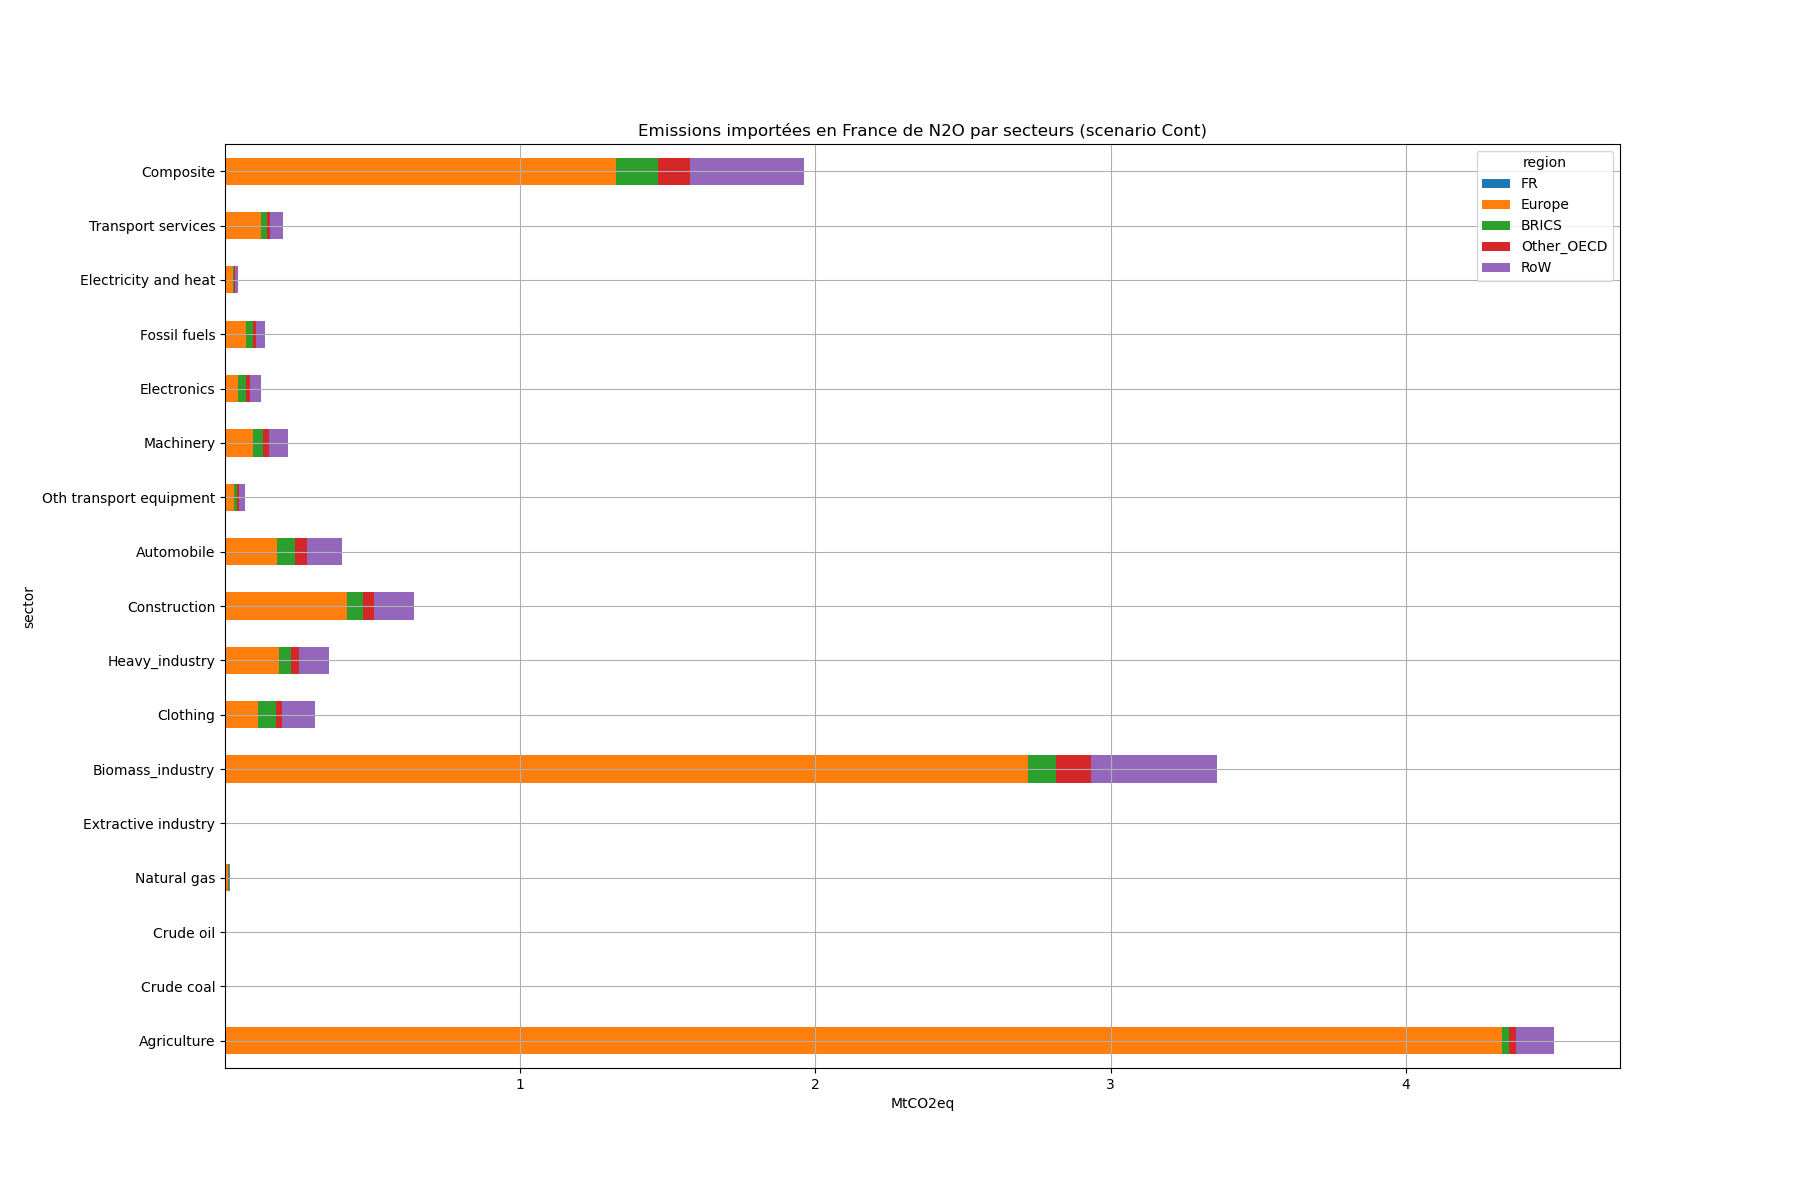 Emissions importées en France de N2O par secteurs (scenario Cont)
region
FR
Europe
BRICS
Other_OECD
RoW
sector
Composite
Transport services
Electricity and heat
Fossil fuels
Electronics
Machinery
Oth transport equipment
Automobile
Construction
Heavy_industry
Clothing
Biomass_industry
Extractive industry
Natural gas
Crude oil
Crude coal
Agriculture
1 2 3 4
MtCO2eq